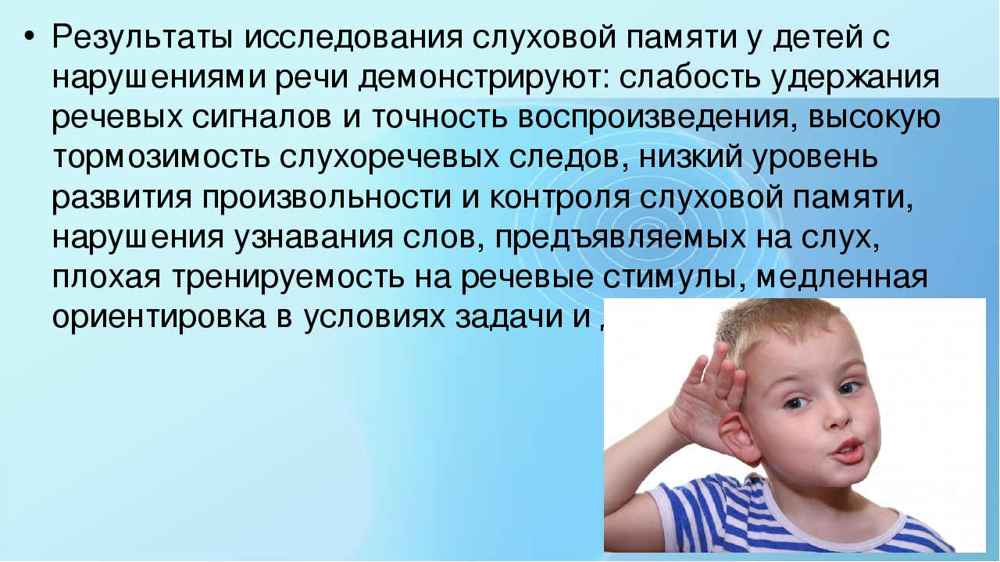 • Результаты исследования слуховой памяти у детей с
нарушениями речи демонстрируют: слабость удержания
речевых сигналов и точность воспроизведения, высокую
тормозимость слухоречевых следов, низкий уровень
развития произвольности и контроля слуховой памяти,
нарушения узнавания слов, предъявляемых на слух,
плохая тренируемость на речевые стимулы, медленная
ориентировка в условиях задачи и